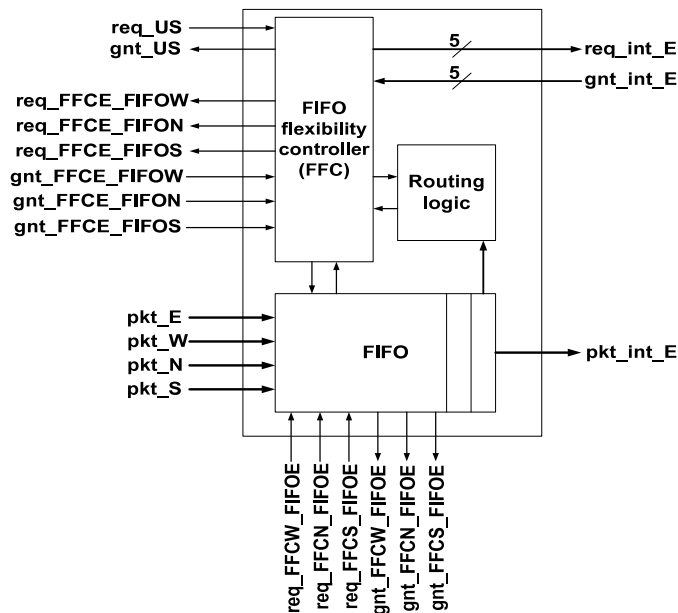 req_US
gnt_US
5
req_int_E
5
gnt_int_E
req_FFCE_FIFOW
req_FFCE_FIFON
req_FFCE_FIFOS
gnt_FFCE_FIFOW
gnt_FFCE_FIFON
gnt_FFCE_FIFOS
FIFO
flexibility
controller
(FFC)
Routing
logic
pkt_E
pkt_W
pkt_N
pkt_S
FIFO
pkt_int_E
req_FFCW_FIFOE
req_FFCN_FIFOE
req_FFCS_FIFOE
gnt_FFCW_FIFOE
gnt_FFCN_FIFOE
gnt_FFCS_FIFOE